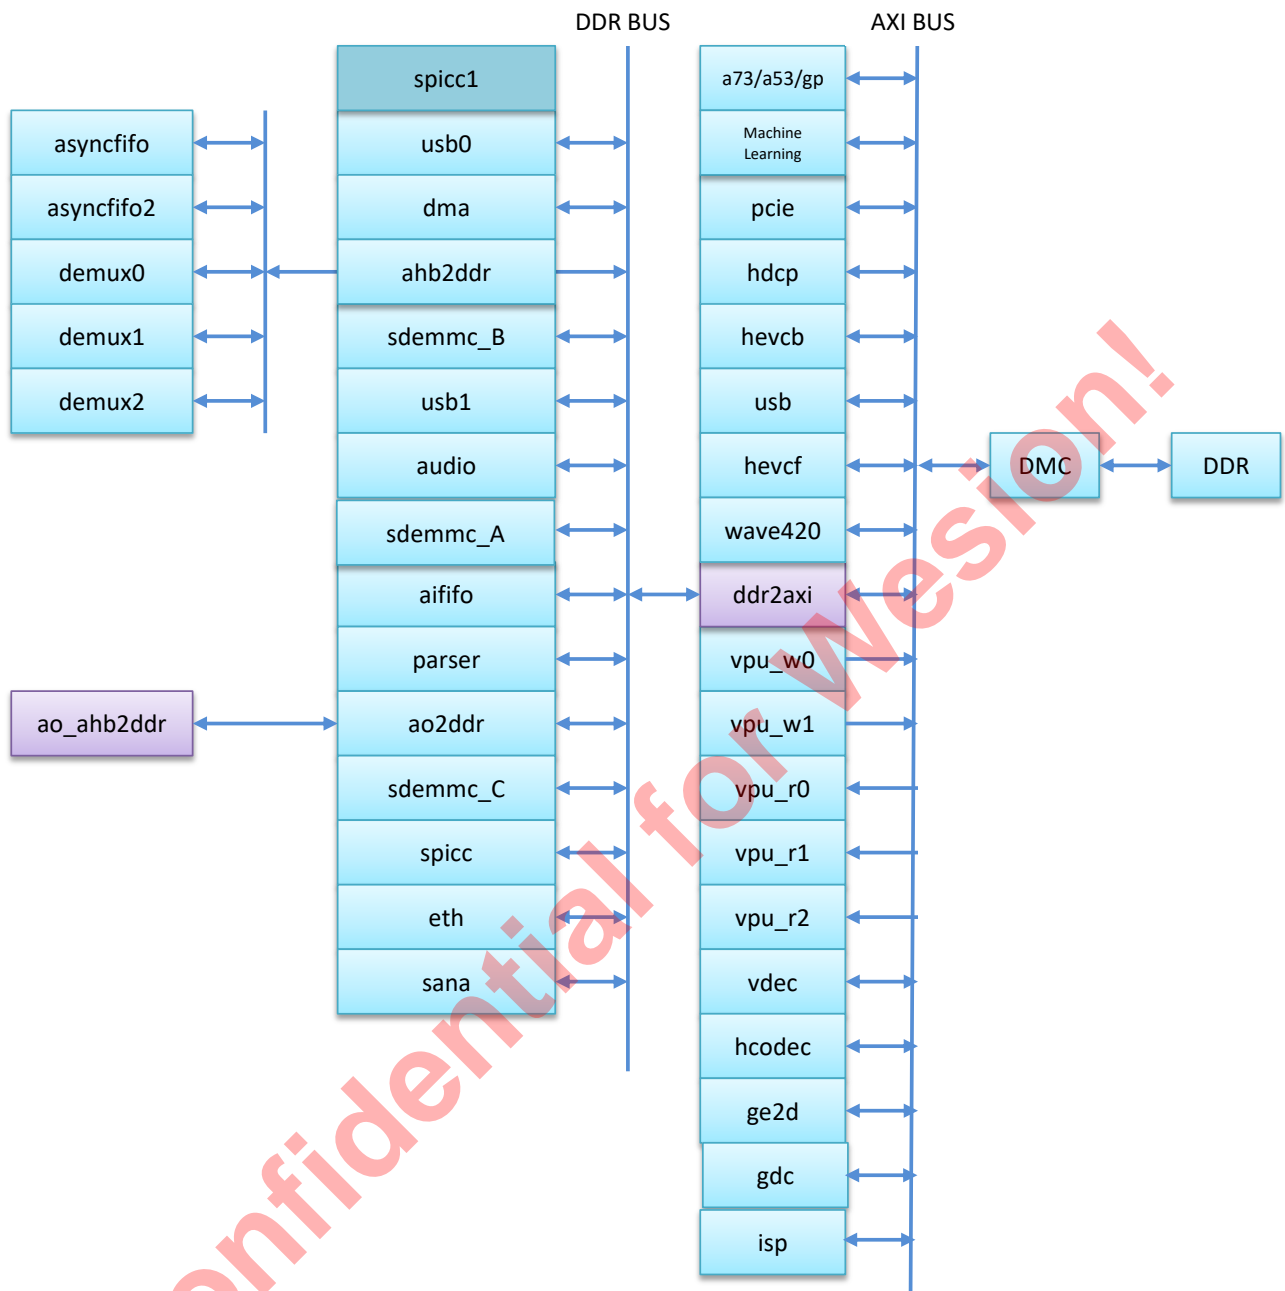 DDR BUS
AXI BUS
spicc1
usb0
dma
ahb2ddr
sdemmc_B
usb1
audio
sdemmc_A
aififo
parser
ao2ddr
sdemmc_C
spicc
eth
sana
asyncfifo
asyncfifo2
demux0
demux1
demux2
ao_ahb2ddr
a73/a53/gp
Machine
Learning
pcie
hdcp
hevcb
usb
hevcf
wave420
ddr2axi
vpu_w0
vpu_w1
vpu_r0
vpu_r1
vpu_r2
vdec
hcodec
ge2d
gdc
isp
DMC
DDR
onfidential for Wesion!